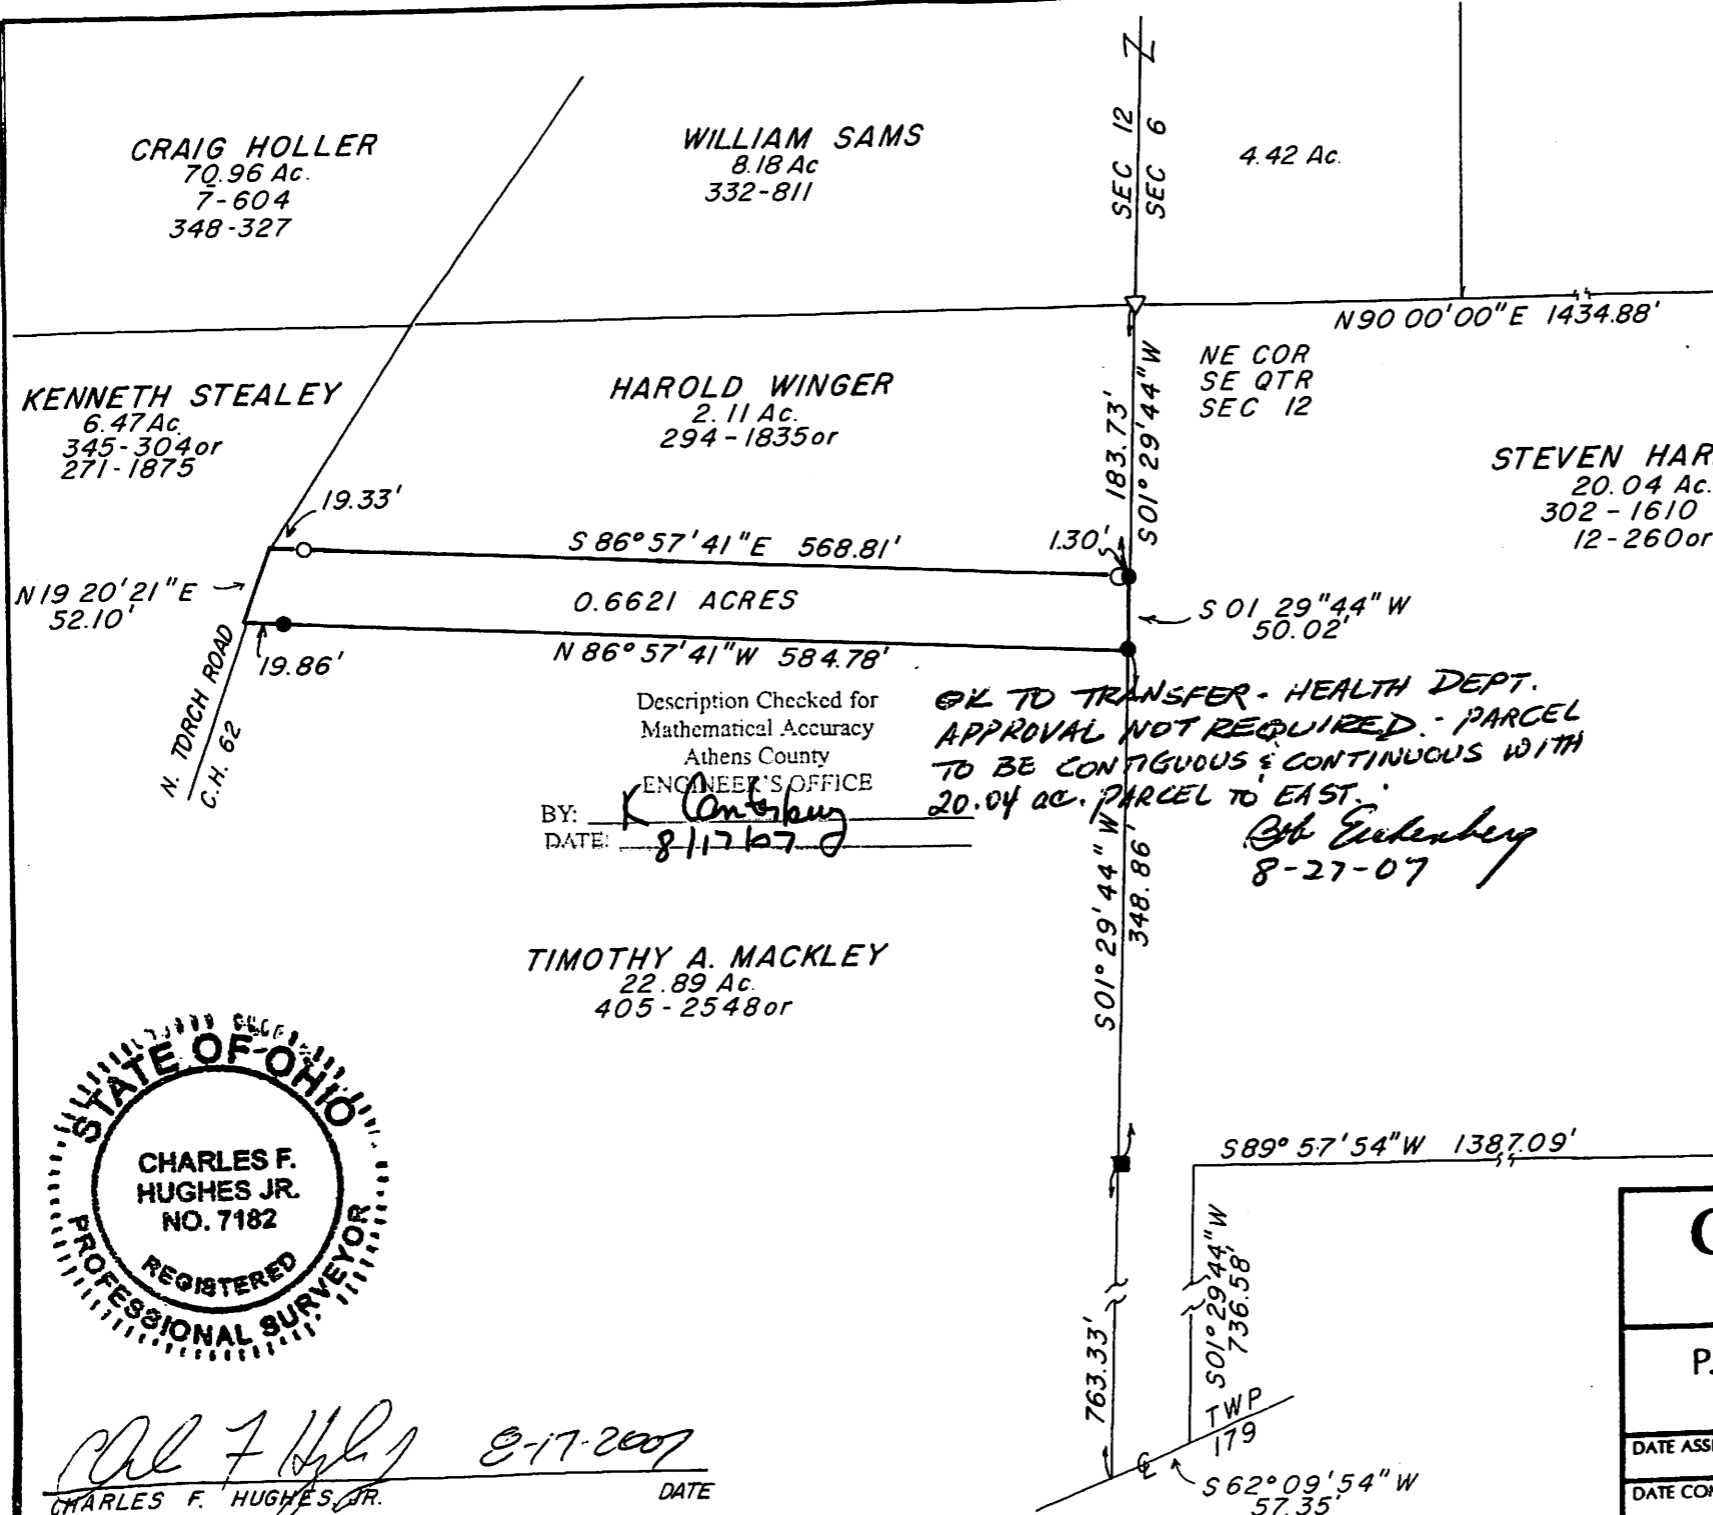 CRAIG HOLLER
70.96 Ac.
7-604
348-327
WILLIAM SAMS
8.18 Ac
332-811
SEC 12
SEC 6
4.42 Ac.
N90 00'00"E 1434.88'
KENNETH STEALEY
6.47 Ac.
345-304or
271-1875
HAROLD WINGER
2.11 Ac.
294-1835or
183.73'
S01°29'44"W
NE COR
SE QTR
SEC 12
STEVEN HAR
20.04 Ac.
302-1610
12-260or
19.33'
S 86°57'41"E 568.81'
1.30'
N19 20'21"E
52.10'
0.6621 ACRES
S 01 29"44"W
50.02'
19.86'
N 86°57'41"W 584.78'
N. TORCH ROAD
C.H. 62
Description Checked for
Mathematical Accuracy
Athens County
ENGINEER'S OFFICE
BY: K Canterbury
DATE: 8/17/07
OK TO TRANSFER - HEALTH DEPT.
APPROVAL NOT REQUIRED. - PARCEL
TO BE CONTIGUOUS & CONTINUOUS WITH
20.04 ac. PARCEL TO EAST.
Bob Eichenberg
8-27-07
S01°29'44"W
348.86'
TIMOTHY A. MACKLEY
22.89 Ac.
405-2548or
STATE OF OHIO
CHARLES F.
HUGHES JR.
NO. 7182
REGISTERED
PROFESSIONAL SURVEYOR
S89°57'54"W 1387.09'
763.33'
S01°29'44"W
736.58'
TWP
179
S62°09'54"W
57.35'
8-17-2007
CHARLES F. HUGHES, JR. DATE
C
P.
DATE ASS
DATE CO